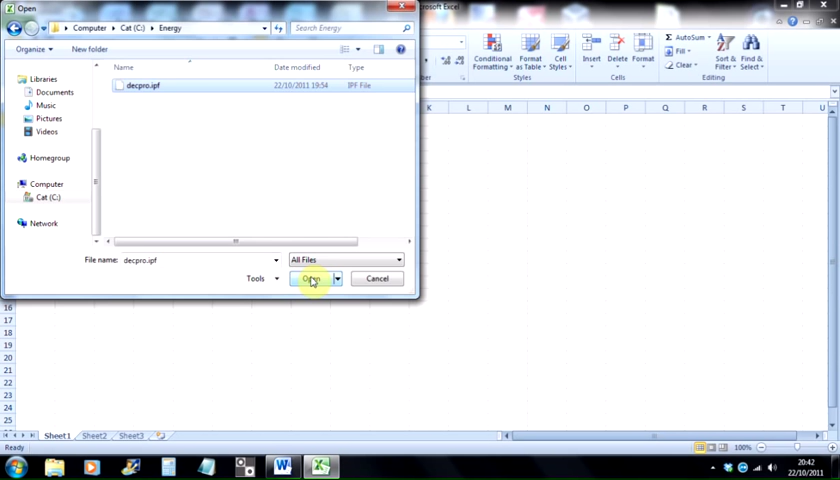 Open
Computer Cat (C:) Energy Search Energy
Organize New folder
Name Date modified Type
decpro.ipf 22/10/2011 19:54 IPF File
Libraries
Documents
Music
Pictures
Videos
Homegroup
Computer
Cat (C:)
Network
File name: decpro.ipf All Files
Tools Open Cancel
Microsoft Excel
Conditional Formatting Format as Table Cell Styles Insert Delete Format AutoSum Fill Clear Sort & Filter Find & Select
Styles Cells Editing
K L M N O P Q R S T U
16
17
18
19
20
21
22
23
24
25
Sheet1 Sheet2 Sheet3
Ready 100%
20:42
22/10/2011